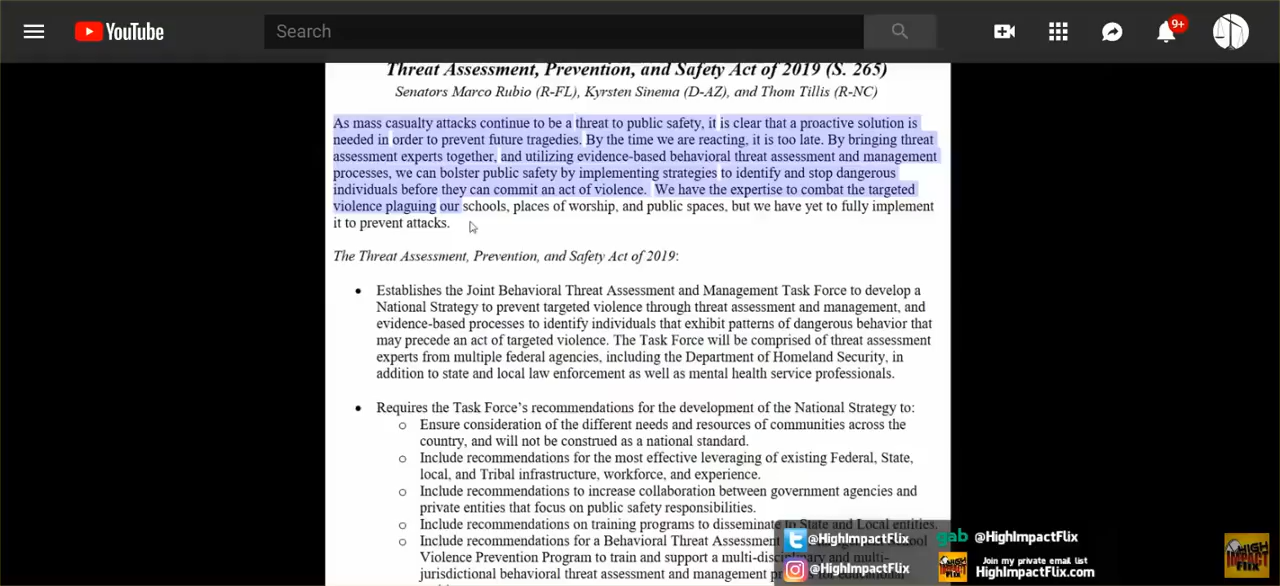 YouTube
Search
9+
Threat Assessment, Prevention, and Safety Act of 2019 (S. 265)
Senators Marco Rubio (R-FL), Kyrsten Sinema (D-AZ), and Thom Tillis (R-NC)
As mass casualty attacks continue to be a threat to public safety, it is clear that a proactive solution is
needed in order to prevent future tragedies. By the time we are reacting, it is too late. By bringing threat
assessment experts together, and utilizing evidence-based behavioral threat assessment and management
processes, we can bolster public safety by implementing strategies to identify and stop dangerous
individuals before they can commit an act of violence. We have the expertise to combat the targeted
violence plaguing our schools, places of worship, and public spaces, but we have yet to fully implement
it to prevent attacks.
The Threat Assessment, Prevention, and Safety Act of 2019:
• Establishes the Joint Behavioral Threat Assessment and Management Task Force to develop a
National Strategy to prevent targeted violence through threat assessment and management, and
evidence-based processes to identify individuals that exhibit patterns of dangerous behavior that
may precede an act of targeted violence. The Task Force will be comprised of threat assessment
experts from multiple federal agencies, including the Department of Homeland Security, in
addition to state and local law enforcement as well as mental health service professionals.
• Requires the Task Force's recommendations for the development of the National Strategy to:
o Ensure consideration of the different needs and resources of communities across the
country, and will not be construed as a national standard.
o Include recommendations for the most effective leveraging of existing Federal, State,
local, and Tribal infrastructure, workforce, and experience.
o Include recommendations to increase collaboration between government agencies and
private entities that focus on public safety responsibilities.
o Include recommendations on training programs to disseminate to State and Local entities.
o Include recommendations for a Behavioral Threat Assessment
Violence Prevention Program to train and support a multi-disciplinary and multi-
jurisdictional behavioral threat assessment and management
@HighImpactFlix
gab @HighImpactFlix
@HighImpactFlix
Join my private email list
HighImpactFlix.com
HIGH
IMPACT
FLIX